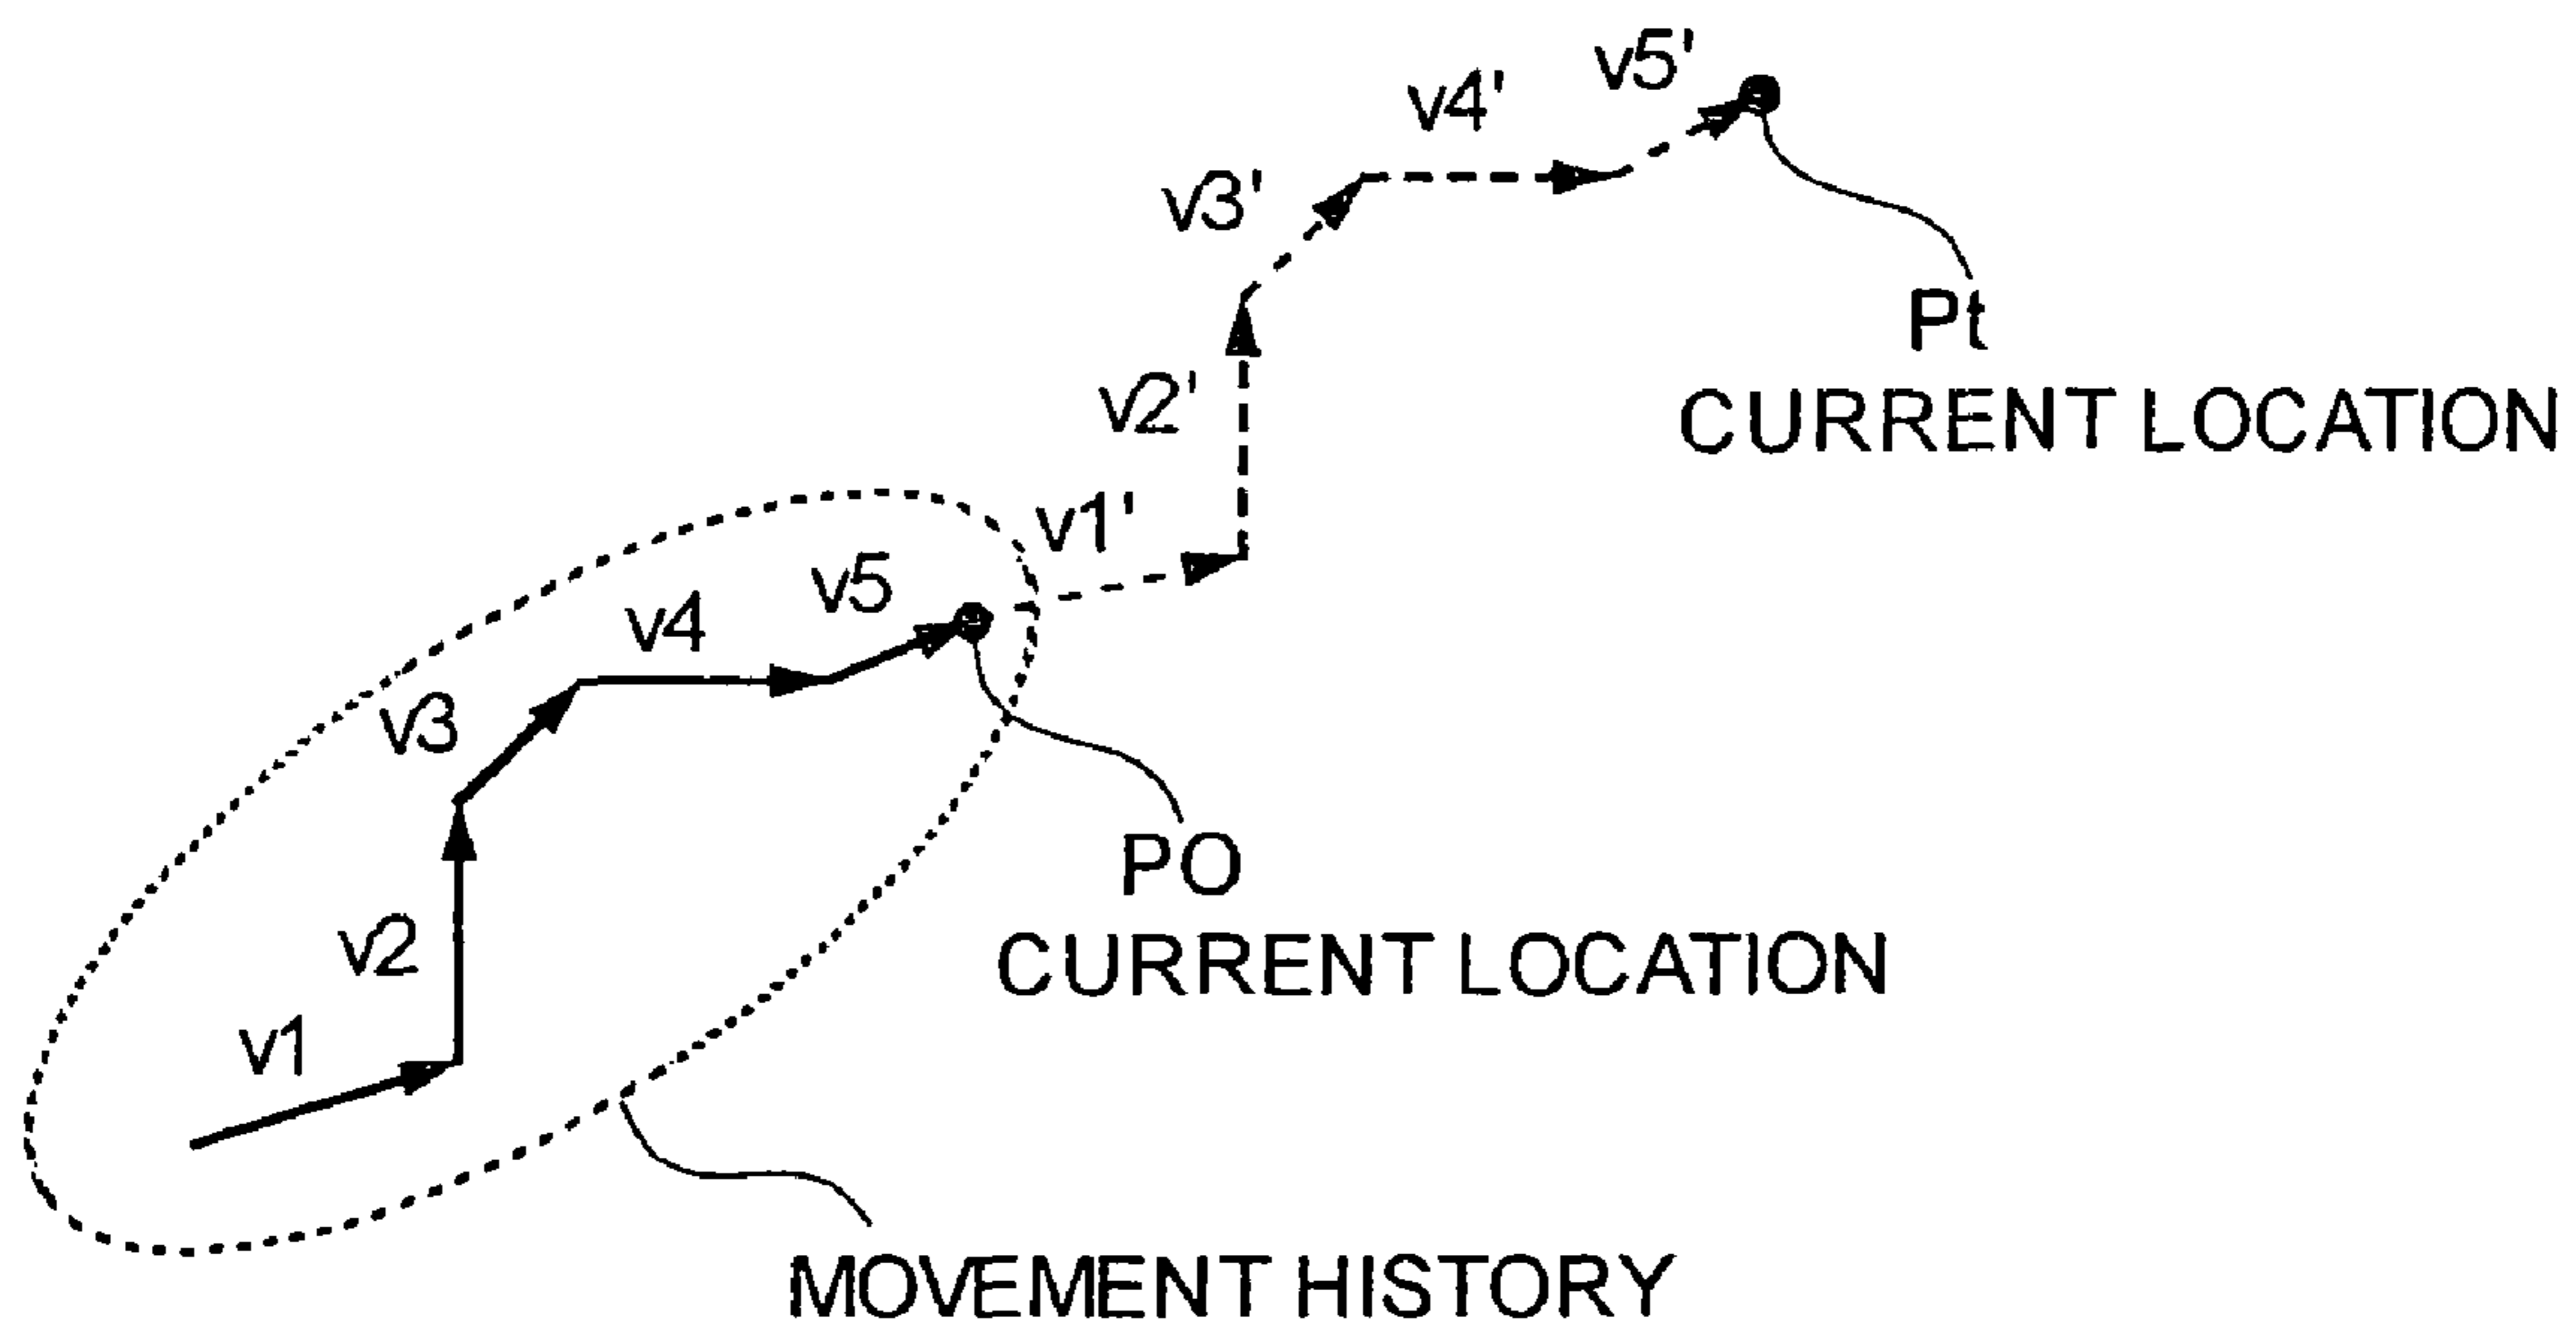 v5'
v4'
v3'
Pt
CURRENT LOCATION
v2'
v1'
v5
v4
v3
PO
CURRENT LOCATION
v2
v1
MOVEMENT HISTORY